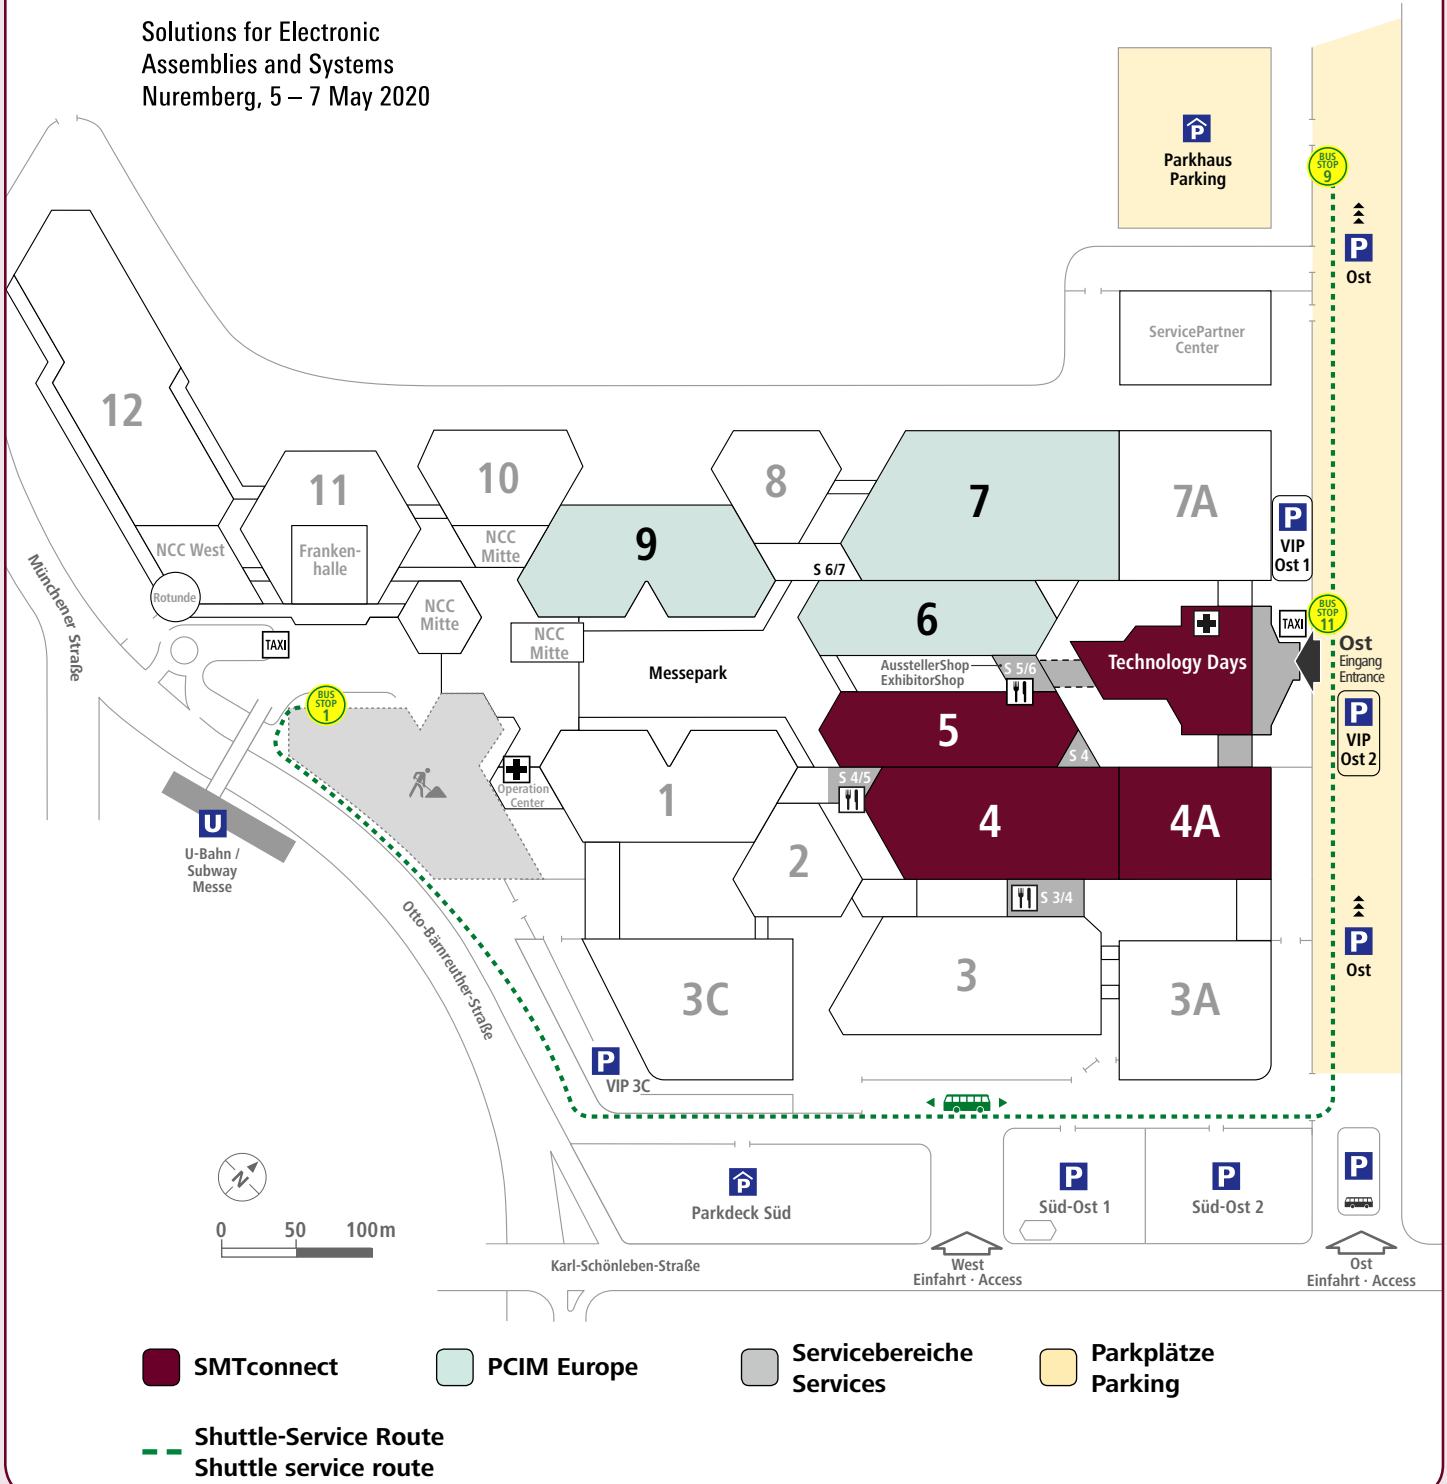 Solutions for Electronic
Assemblies and Systems
Nuremberg, 5 – 7 May 2020
P
Parkhaus
Parking
BUS
STOP
9
P
Ost
ServicePartner
Center
12
11
10
8
7
7A
9
NCC West
Franken-
halle
NCC
Mitte
S 6/7
P
VIP
Ost 1
Rotunde
NCC
Mitte
NCC
Mitte
6
BUS
STOP
11
TAXI
Ost
Eingang
Entrance
Münchener Straße
TAXI
Messepark
AusstellerShop
ExhibitorShop
S 5/6
Technology Days
BUS
STOP
1
5
S 4
P
VIP
Ost 2
Operation
Center
1
S 4/5
4
4A
U
U-Bahn /
Subway
Messe
2
S 3/4
Otto-Bärnreuther-Straße
P
Ost
3C
3
3A
P
VIP 3C
N
0 50 100m
P
Parkdeck Süd
P
Süd-Ost 1
P
Süd-Ost 2
P
Karl-Schönleben-Straße
West
Einfahrt · Access
Ost
Einfahrt · Access
SMTconnect
PCIM Europe
Servicebereiche
Services
Parkplätze
Parking
Shuttle-Service Route
Shuttle service route